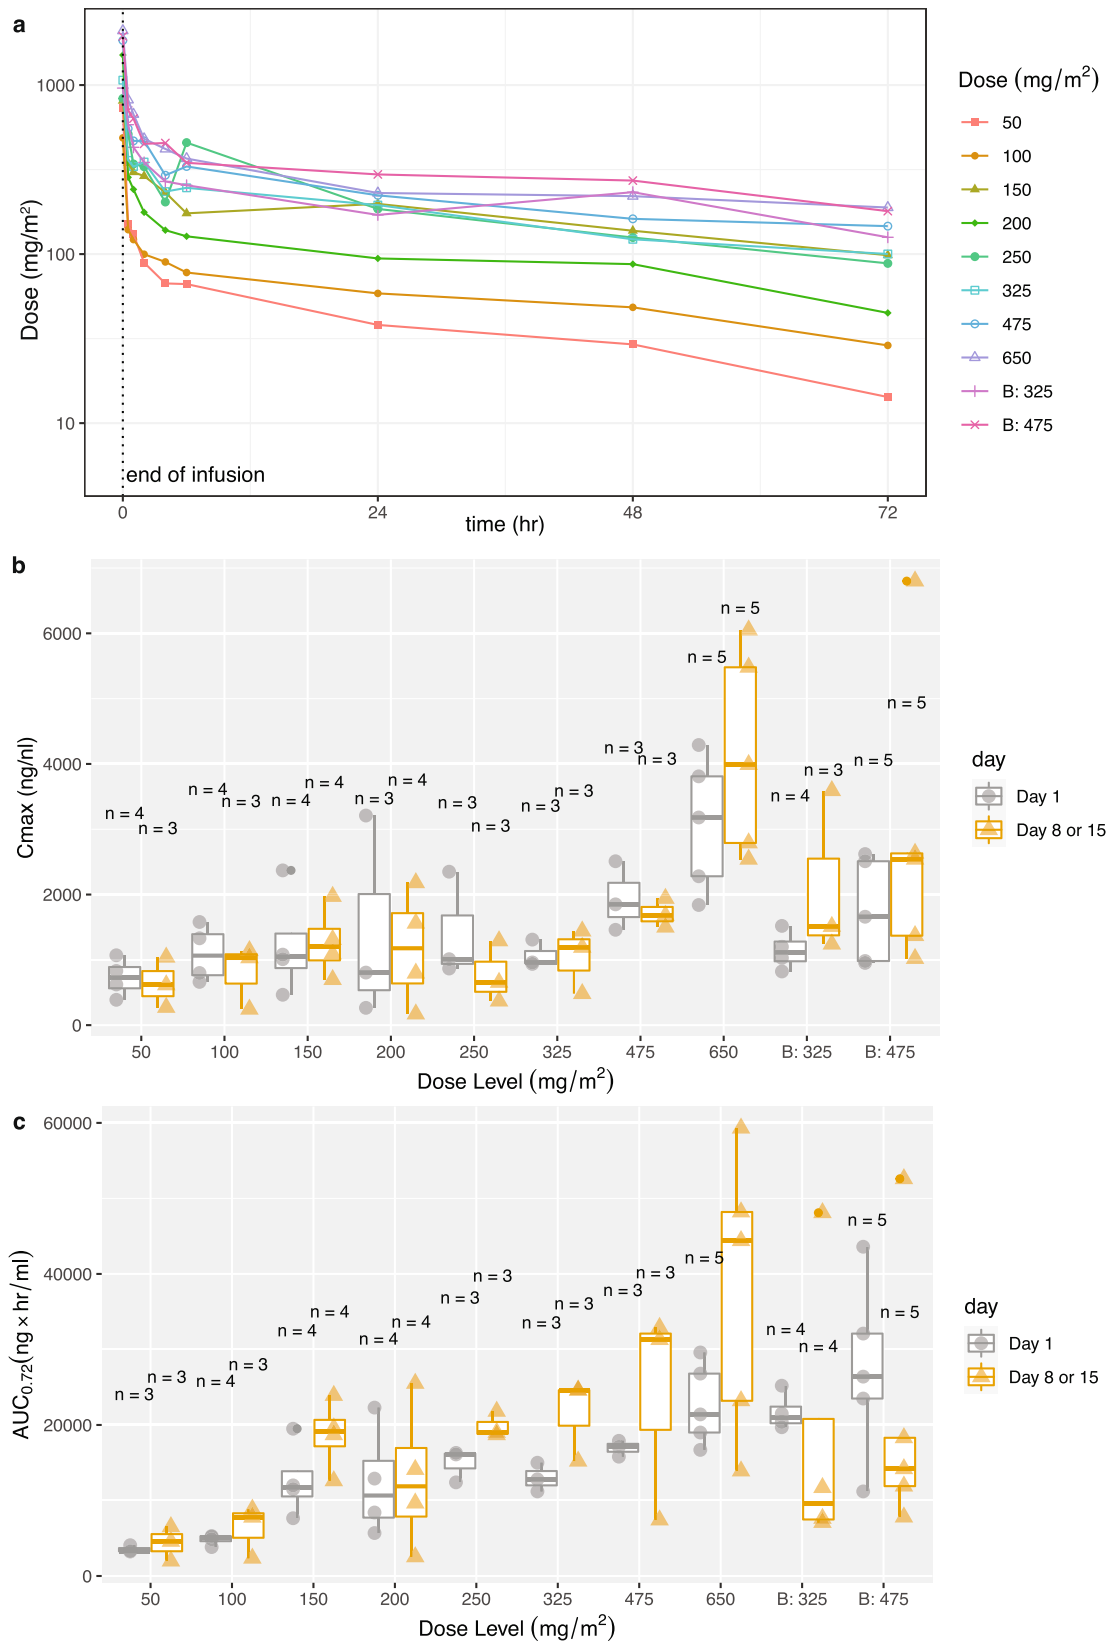 a
Dose (mg/m²)
1000
100
10
end of infusion
0
24
48
72
time (hr)
Dose (mg/m²)
50
100
150
200
250
325
475
650
B: 325
B: 475
b
Cmax (ng/nl)
6000
4000
2000
0
n = 4
n = 3
n = 4
n = 3
n = 4
n = 4
n = 3
n = 4
n = 3
n = 3
n = 3
n = 3
n = 3
n = 3
n = 5
n = 5
n = 4
n = 3
n = 5
n = 5
50
100
150
200
250
325
475
650
B: 325
B: 475
Dose Level (mg/m²)
day
Day 1
Day 8 or 15
c
AUC₀.₇₂(ng × hr/ml)
60000
40000
20000
0
n = 3
n = 3
n = 4
n = 3
n = 4
n = 4
n = 4
n = 4
n = 3
n = 3
n = 3
n = 3
n = 3
n = 3
n = 5
n = 4
n = 4
n = 5
n = 5
50
100
150
200
250
325
475
650
B: 325
B: 475
Dose Level (mg/m²)
day
Day 1
Day 8 or 15